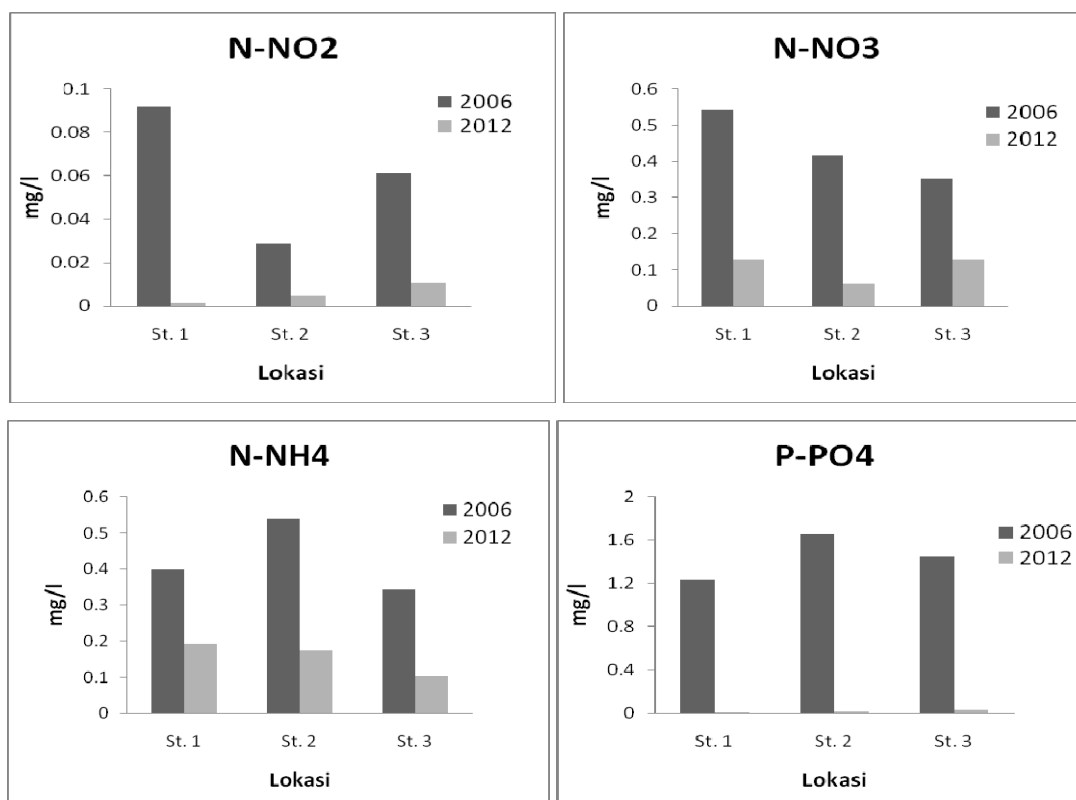 N-NO2
0.1
0.08
0.06
0.04
0.02
0
mg/l
2006
2012
St. 1 St. 2 St. 3
Lokasi
N-NO3
0.6
0.5
0.4
0.3
0.2
0.1
0
mg/l
2006
2012
St. 1 St. 2 St. 3
Lokasi
N-NH4
0.6
0.5
0.4
0.3
0.2
0.1
0
mg/l
2006
2012
St. 1 St. 2 St. 3
Lokasi
P-PO4
2
1.6
1.2
0.8
0.4
0
mg/l
2006
2012
St. 1 St. 2 St. 3
Lokasi